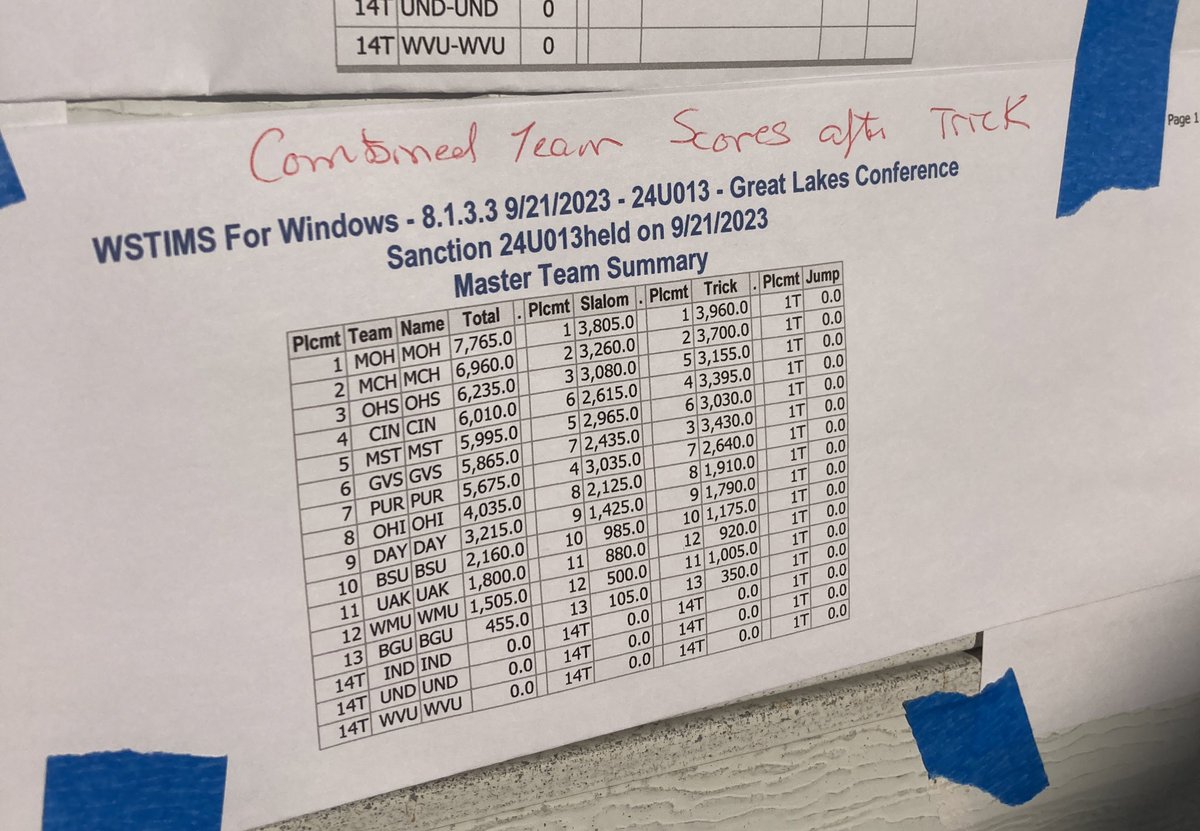 14T UND-UND 0
14T WVU-WVU 0
Page 1
Combined Team Scores after Trick
WSTIMS For Windows - 8.1.3.3 9/21/2023 - 24U013 - Great Lakes Conference
Sanction 24U013held on 9/21/2023
Master Team Summary
Plcmt Team Name Total . Plcmt Slalom . Plcmt Trick . Plcmt Jump
1 MOH MOH 7,765.0 1 3,805.0 1 3,960.0 1T 0.0
2 MCH MCH 6,960.0 2 3,260.0 2 3,700.0 1T 0.0
3 OHS OHS 6,235.0 3 3,080.0 5 3,155.0 1T 0.0
4 CIN CIN 6,010.0 6 2,615.0 4 3,395.0 1T 0.0
5 MST MST 5,995.0 5 2,965.0 6 3,030.0 1T 0.0
6 GVS GVS 5,865.0 7 2,435.0 3 3,430.0 1T 0.0
7 PUR PUR 5,675.0 4 3,035.0 7 2,640.0 1T 0.0
8 OHI OHI 4,035.0 8 2,125.0 8 1,910.0 1T 0.0
9 DAY DAY 3,215.0 9 1,425.0 9 1,790.0 1T 0.0
10 BSU BSU 2,160.0 10 985.0 10 1,175.0 1T 0.0
11 UAK UAK 1,800.0 11 880.0 12 920.0 1T 0.0
12 WMU WMU 1,505.0 12 500.0 11 1,005.0 1T 0.0
13 BGU BGU 455.0 13 105.0 13 350.0 1T 0.0
14T IND IND 0.0 14T 0.0 14T 0.0 1T 0.0
14T UND UND 0.0 14T 0.0 14T 0.0 1T 0.0
14T WVU WVU 0.0 14T 0.0 14T 0.0 1T 0.0